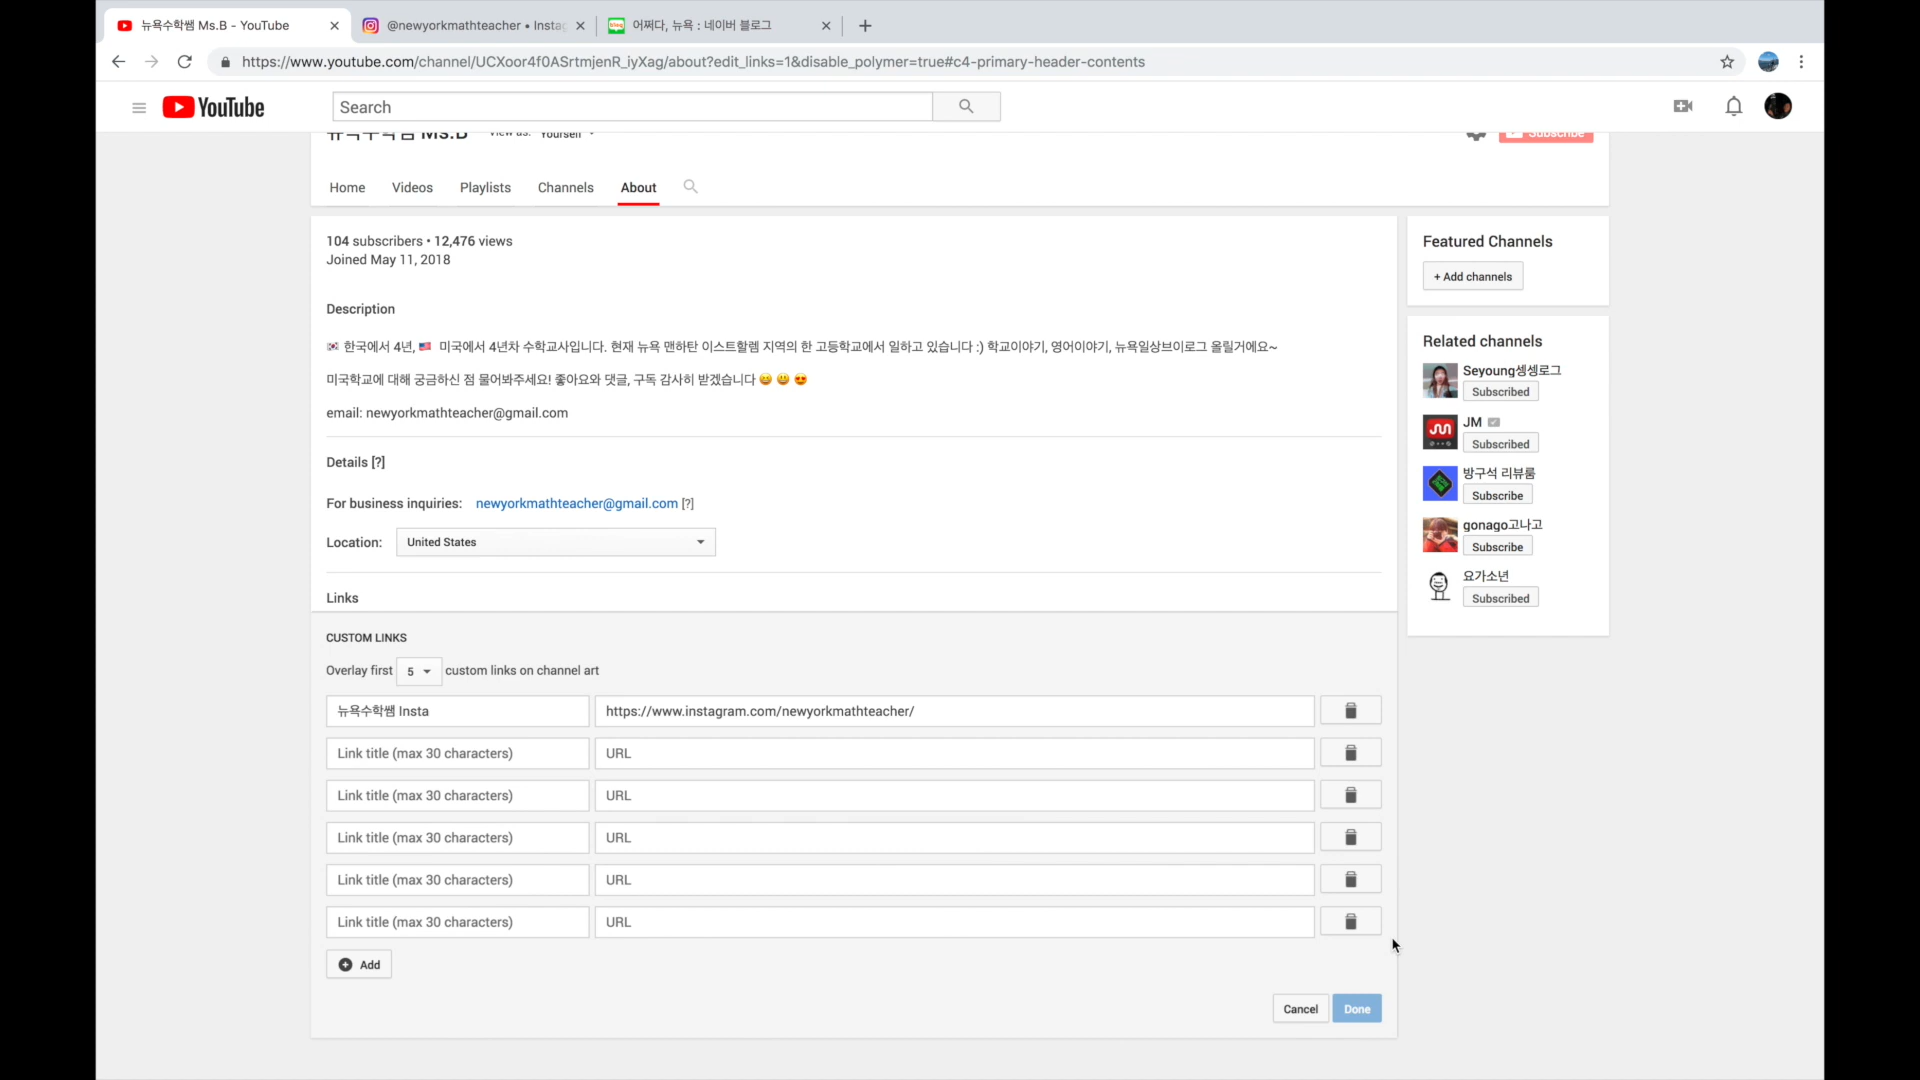 뉴욕수학쌤 Ms.B - YouTube
@newyorkmathteacher • Insta
blog
어쩌다, 뉴욕 : 네이버 블로그
https://www.youtube.com/channel/UCXoor4f0ASrtmjenR_iyXag/about?edit_links=1&disable_polymer=true#c4-primary-header-contents
YouTube
Search
뉴욕수학쌤 Ms.B View as: Yourself
Subscribe
Home Videos Playlists Channels About
104 subscribers • 12,476 views
Joined May 11, 2018
Description
🇰🇷 한국에서 4년, 🇺🇸 미국에서 4년차 수학교사입니다. 현재 뉴욕 맨하탄 이스트할렘 지역의 한 고등학교에서 일하고 있습니다 :) 학교이야기, 영어이야기, 뉴욕일상브이로그 올릴거에요~
미국학교에 대해 궁금하신 점 물어봐주세요! 좋아요와 댓글, 구독 감사히 받겠습니다 😄 😃 😍
email: newyorkmathteacher@gmail.com
Details [?]
For business inquiries: newyorkmathteacher@gmail.com [?]
Location: United States
Links
CUSTOM LINKS
Overlay first 5 custom links on channel art
뉴욕수학쌤 Insta https://www.instagram.com/newyorkmathteacher/
Link title (max 30 characters) URL
Link title (max 30 characters) URL
Link title (max 30 characters) URL
Link title (max 30 characters) URL
Link title (max 30 characters) URL
Add
Cancel Done
Featured Channels
+ Add channels
Related channels
Seyoung셍셍로그
Subscribed
JM
Subscribed
방구석 리뷰룸
Subscribe
gonago고나고
Subscribe
요가소년
Subscribed